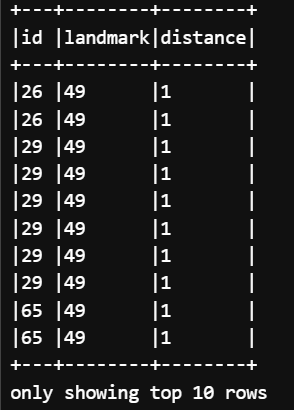 +---+--------+--------+
|id |landmark|distance|
+---+--------+--------+
|26 |49      |1       |
|26 |49      |1       |
|29 |49      |1       |
|29 |49      |1       |
|29 |49      |1       |
|29 |49      |1       |
|29 |49      |1       |
|29 |49      |1       |
|65 |49      |1       |
|65 |49      |1       |
+---+--------+--------+
only showing top 10 rows